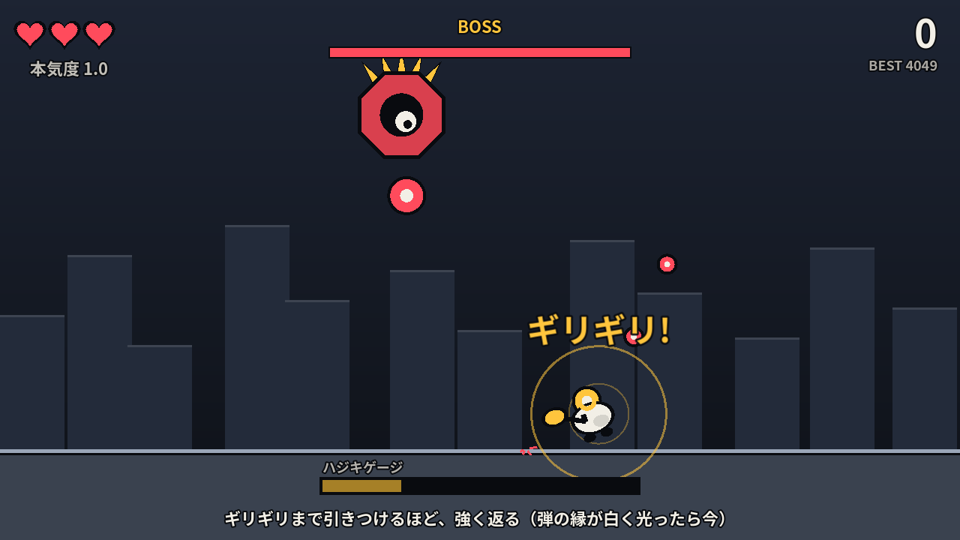 BOSS
0
本気度 1.0
BEST 4049
ギリギリ!
ハジキゲージ
ギリギリまで引きつけるほど、強く返る（弾の縁が白く光ったら今）